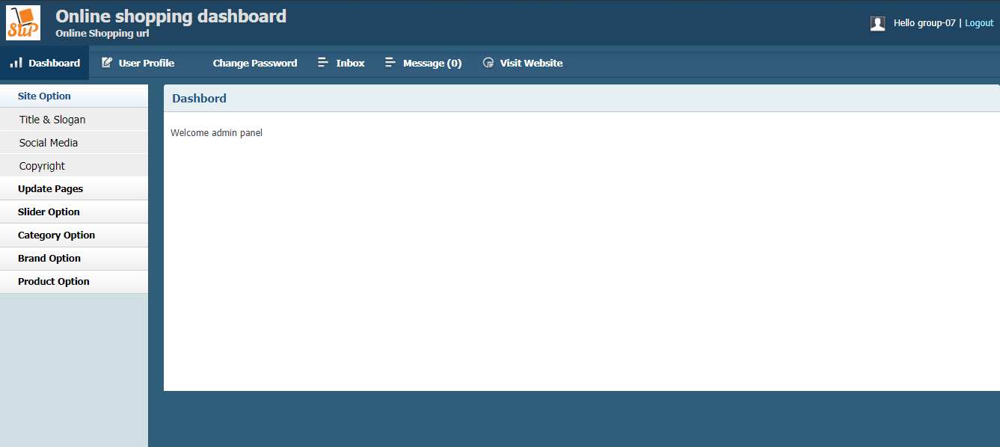 SIIP
Online shopping dashboard
Online Shopping url
Hello group-07 | Logout
Dashboard User Profile Change Password Inbox Message (0) Visit Website
Site Option
Title & Slogan
Social Media
Copyright
Update Pages
Slider Option
Category Option
Brand Option
Product Option
Dashbord
Welcome admin panel